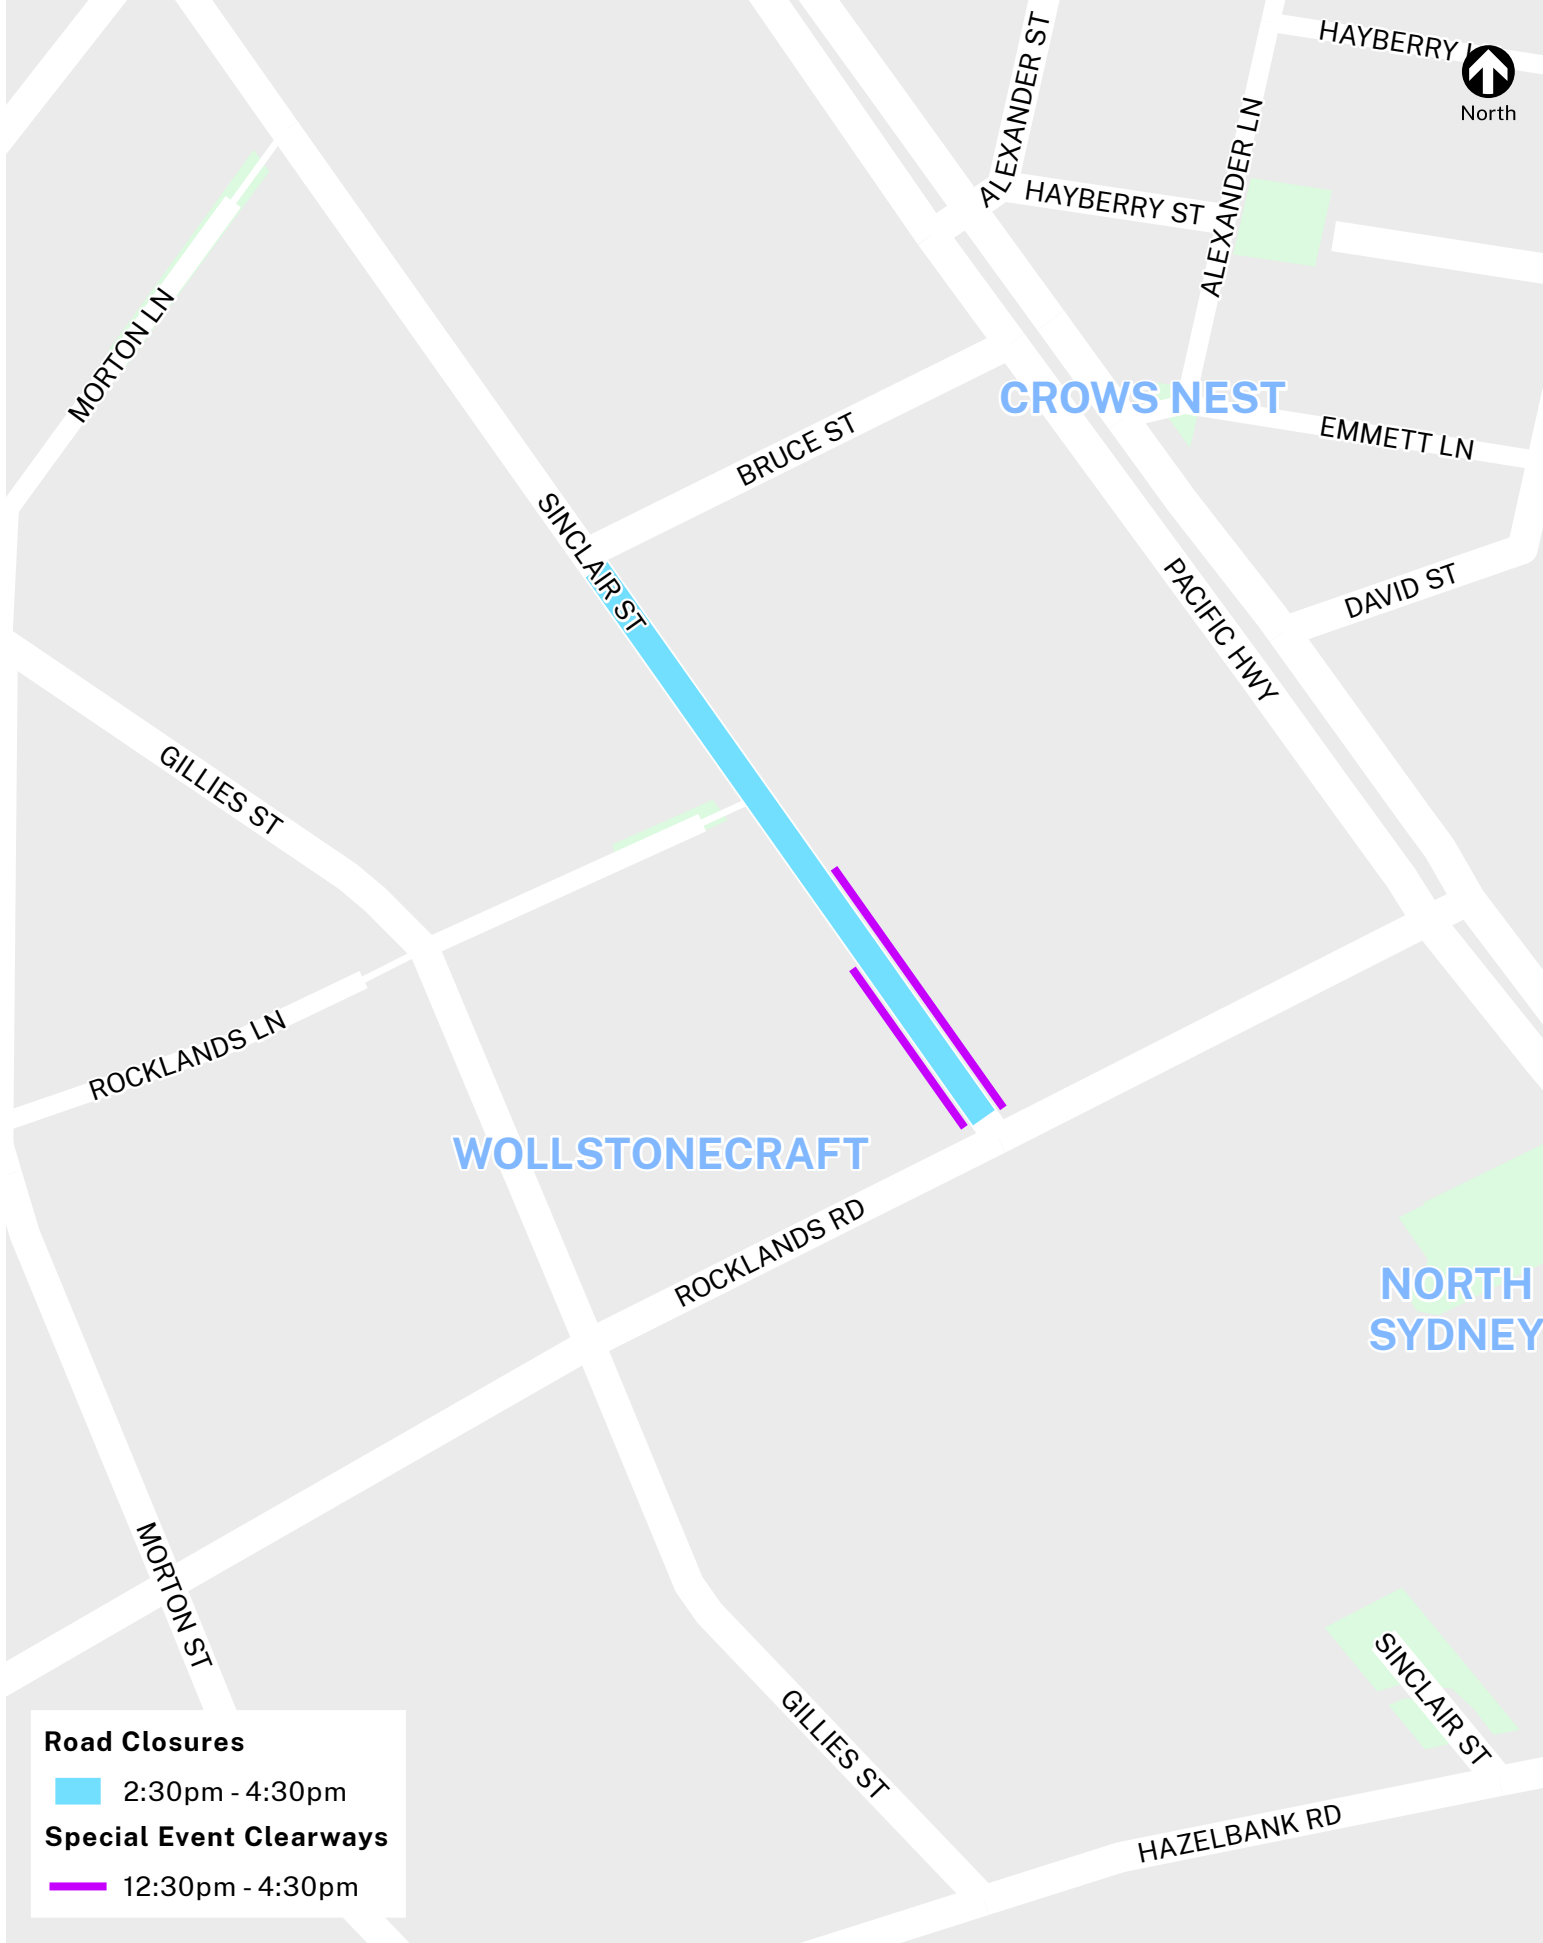 ALEXANDER ST
HAYBERRY
North
ALEXANDER LN
HAYBERRY ST
MORTON LN
CROWS NEST
BRUCE ST
EMMETT LN
SINCLAIR ST
PACIFIC HWY
DAVID ST
GILLIES ST
ROCKLANDS LN
WOLLSTONECRAFT
ROCKLANDS RD
NORTH
SYDNEY
MORTON ST
SINCLAIR ST
GILLIES ST
HAZELBANK RD
Road Closures
2:30pm - 4:30pm
Special Event Clearways
12:30pm - 4:30pm